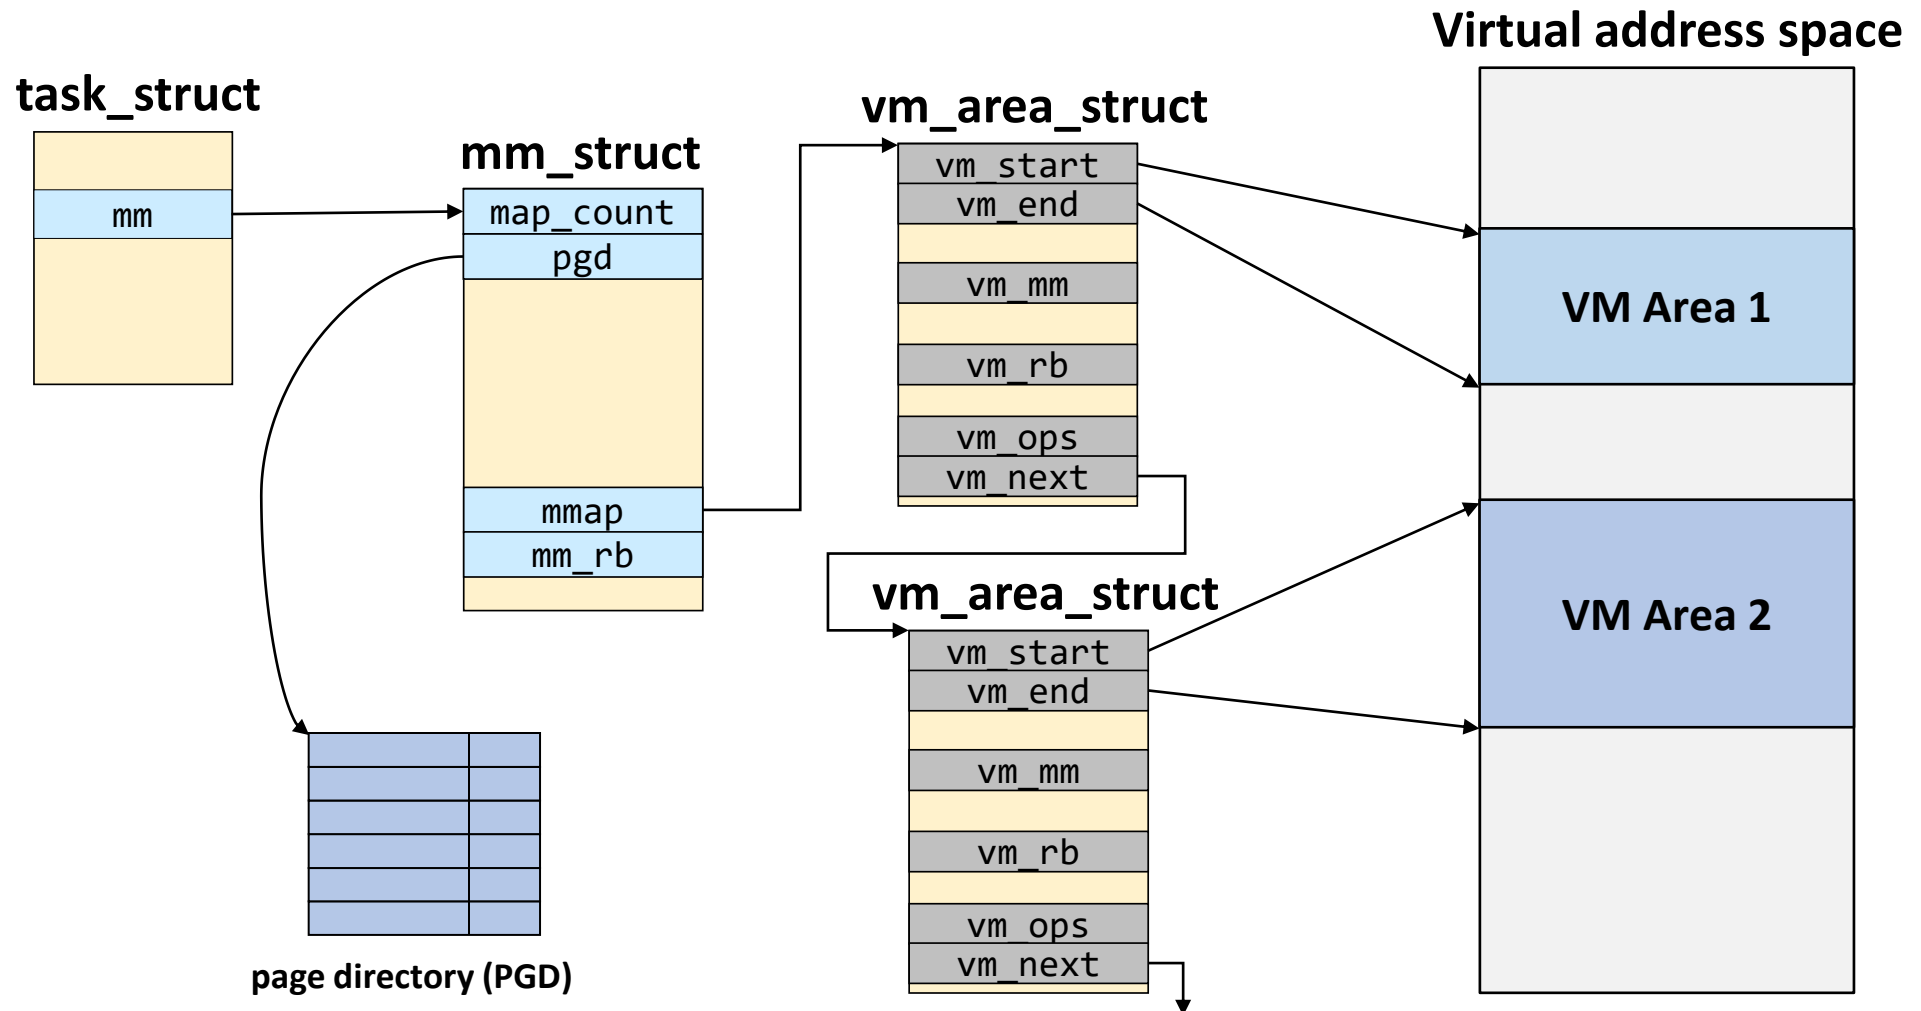 Virtual address space
task_struct
mm
mm_struct
map_count
pgd
mmap
mm_rb
vm_area_struct
vm_start
vm_end
vm_mm
vm_rb
vm_ops
vm_next
vm_area_struct
vm_start
vm_end
vm_mm
vm_rb
vm_ops
vm_next
VM Area 1
VM Area 2
page directory (PGD)